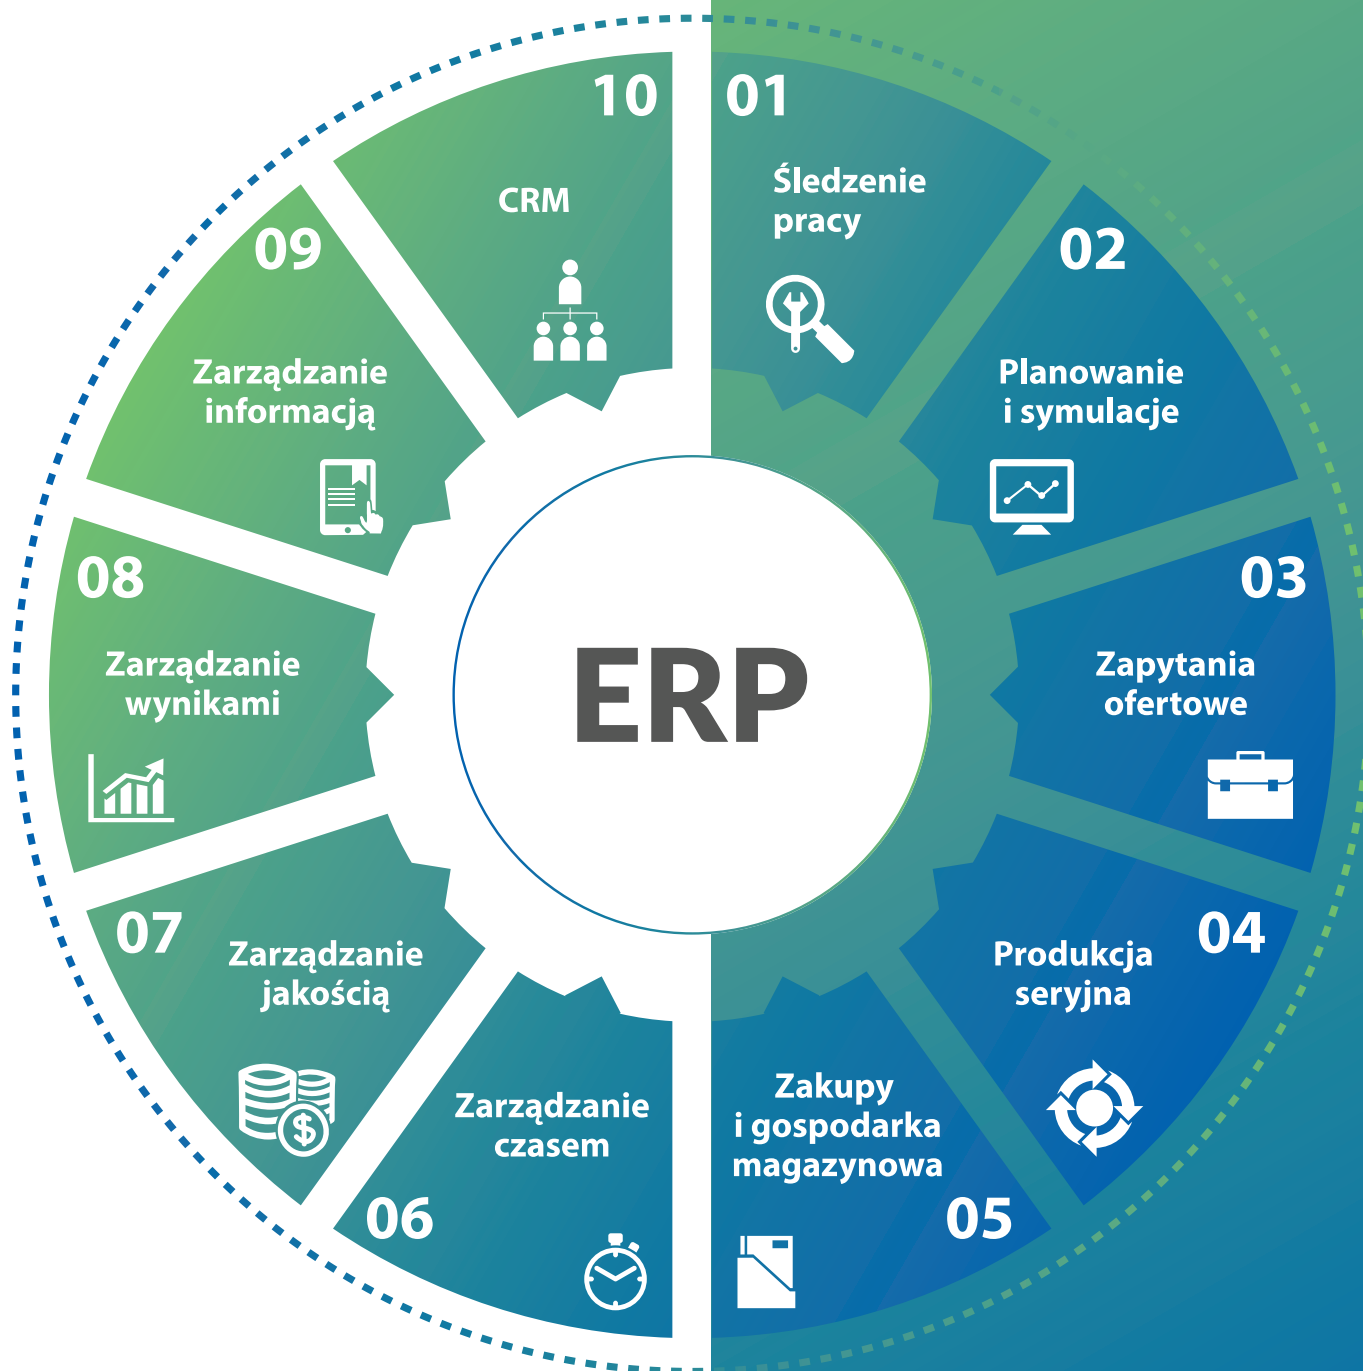 01
Śledzenie
pracy
02
Planowanie
i symulacje
03
Zapytania
ofertowe
04
Produkcja
seryjna
05
Zakupy
i gospodarka
magazynowa
06
Zarządzanie
czasem
07
Zarządzanie
jakością
$
08
Zarządzanie
wynikami
09
Zarządzanie
informacją
10
CRM
ERP